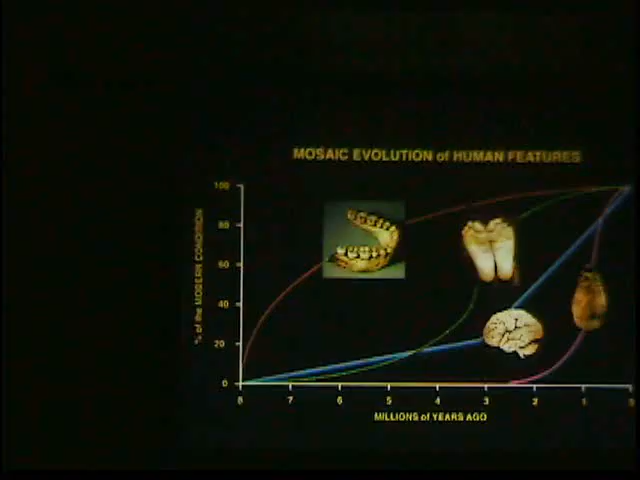 MOSAIC EVOLUTION of HUMAN FEATURES
% of the MODERN CONDITION
100
80
60
40
20
0
8 7 6 5 4 3 2 1
MILLIONS of YEARS AGO